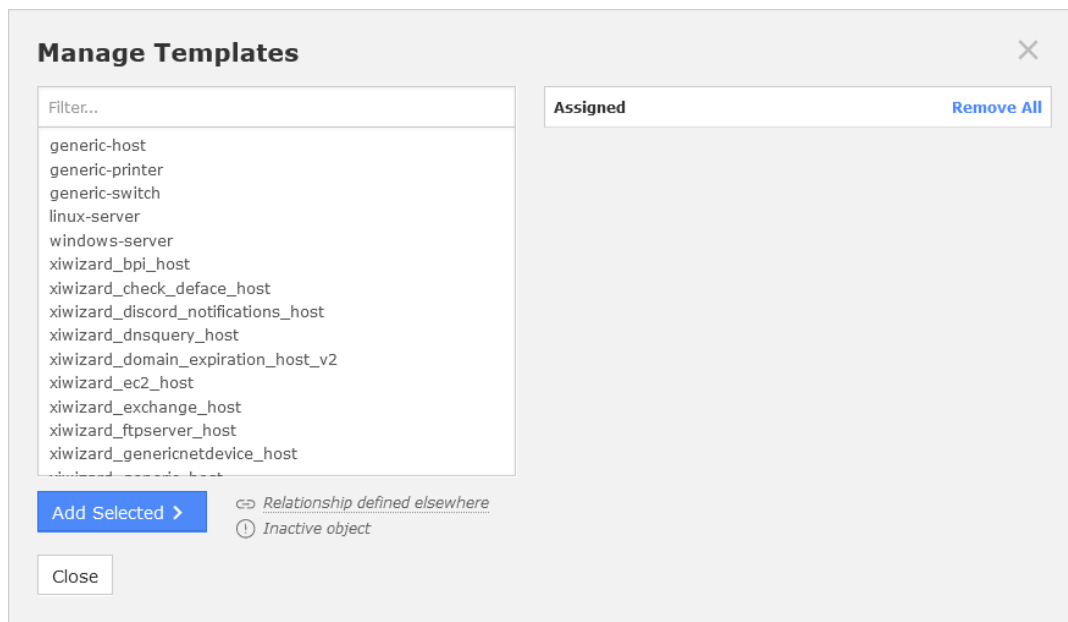 Manage Templates
Filter...
generic-host
generic-printer
generic-switch
linux-server
windows-server
xiwizard_bpi_host
xiwizard_check_deface_host
xiwizard_discord_notifications_host
xiwizard_dnsquery_host
xiwizard_domain_expiration_host_v2
xiwizard_ec2_host
xiwizard_exchange_host
xiwizard_ftpserver_host
xiwizard_genericnetdevice_host
Assigned Remove All
Add Selected
Relationship defined elsewhere
Inactive object
Close